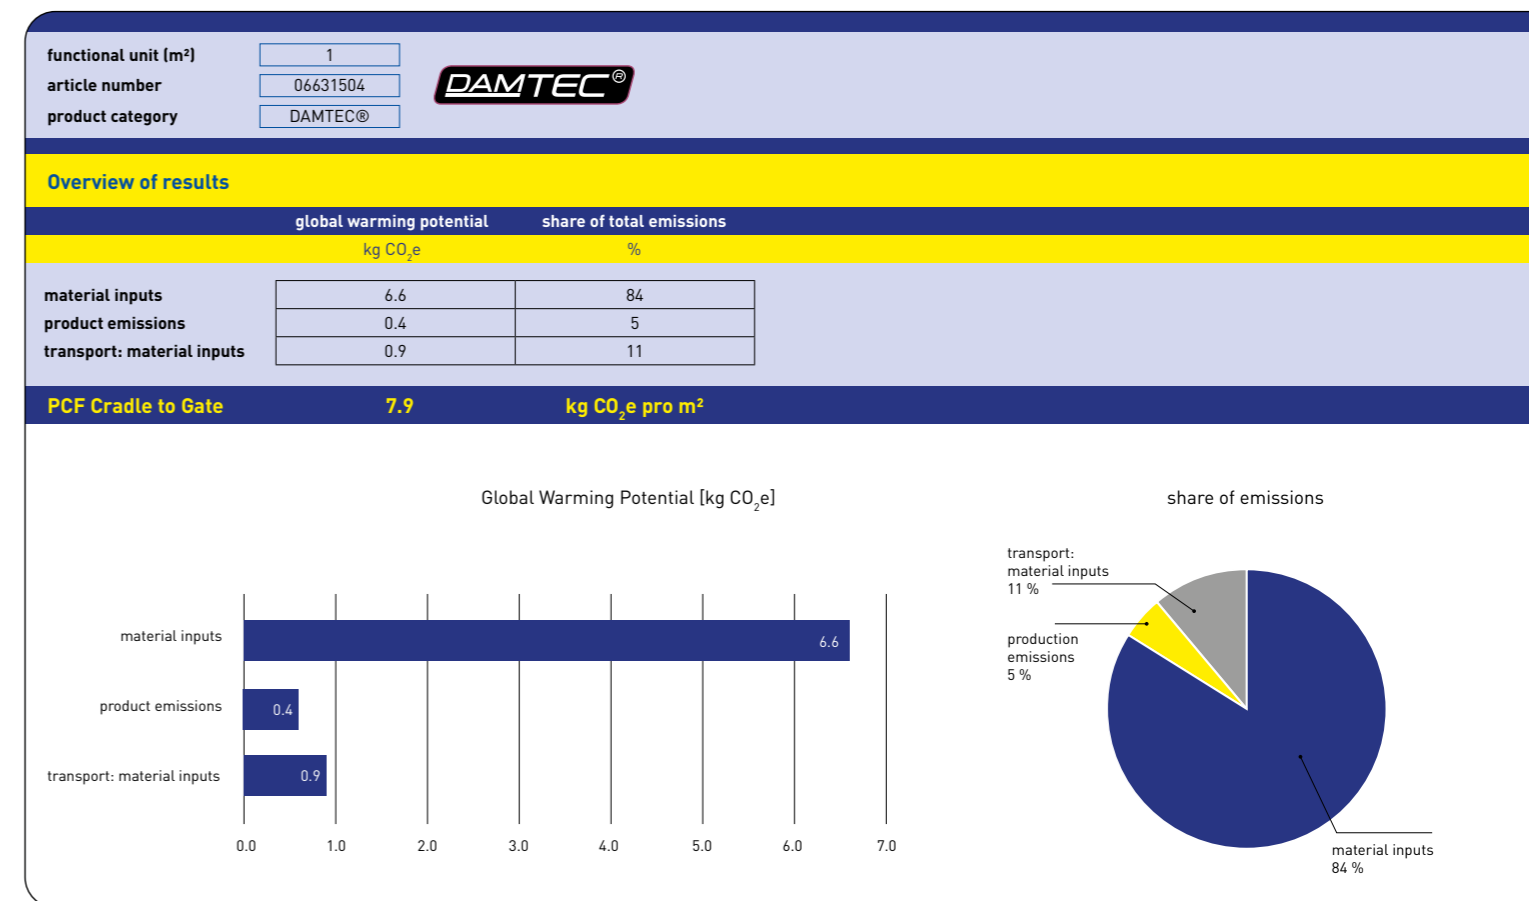 functional unit (m²) 1
article number 06631504
product category DAMTEC®
DAMTEC®
Overview of results
global warming potential share of total emissions
kg CO₂e %
material inputs 6.6 84
product emissions 0.4 5
transport: material inputs 0.9 11
PCF Cradle to Gate 7.9 kg CO₂e pro m²
Global Warming Potential [kg CO₂e]
material inputs 6.6
product emissions 0.4
transport: material inputs 0.9
0.0 1.0 2.0 3.0 4.0 5.0 6.0 7.0
share of emissions
transport:
material inputs
11 %
production
emissions
5 %
material inputs
84 %